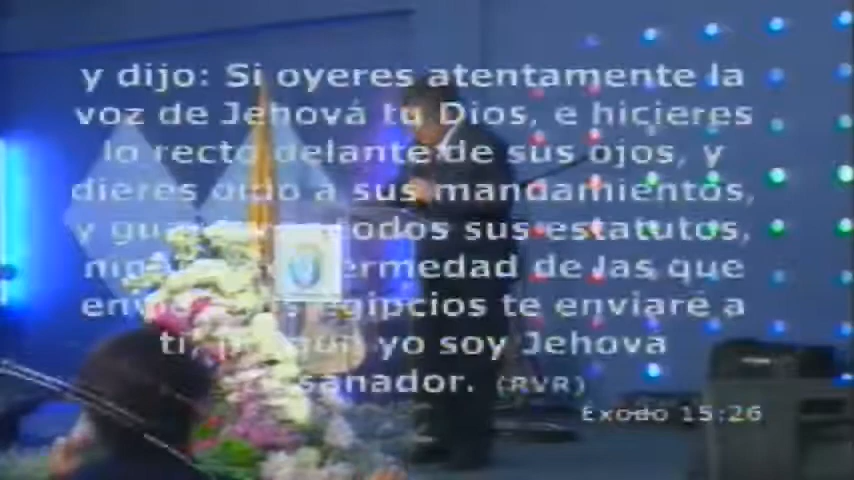 y dijo: Si oyeres atentamente la
voz de Jehová tu Dios, e hicieres
lo recto delante de sus ojos, y
dieres oído a sus mandamientos,
y todos sus estatutos,
enfermedad de las que
egipcios te enviaré a
ti; yo soy Jehová
sanador. (RVR)
Éxodo 15:26